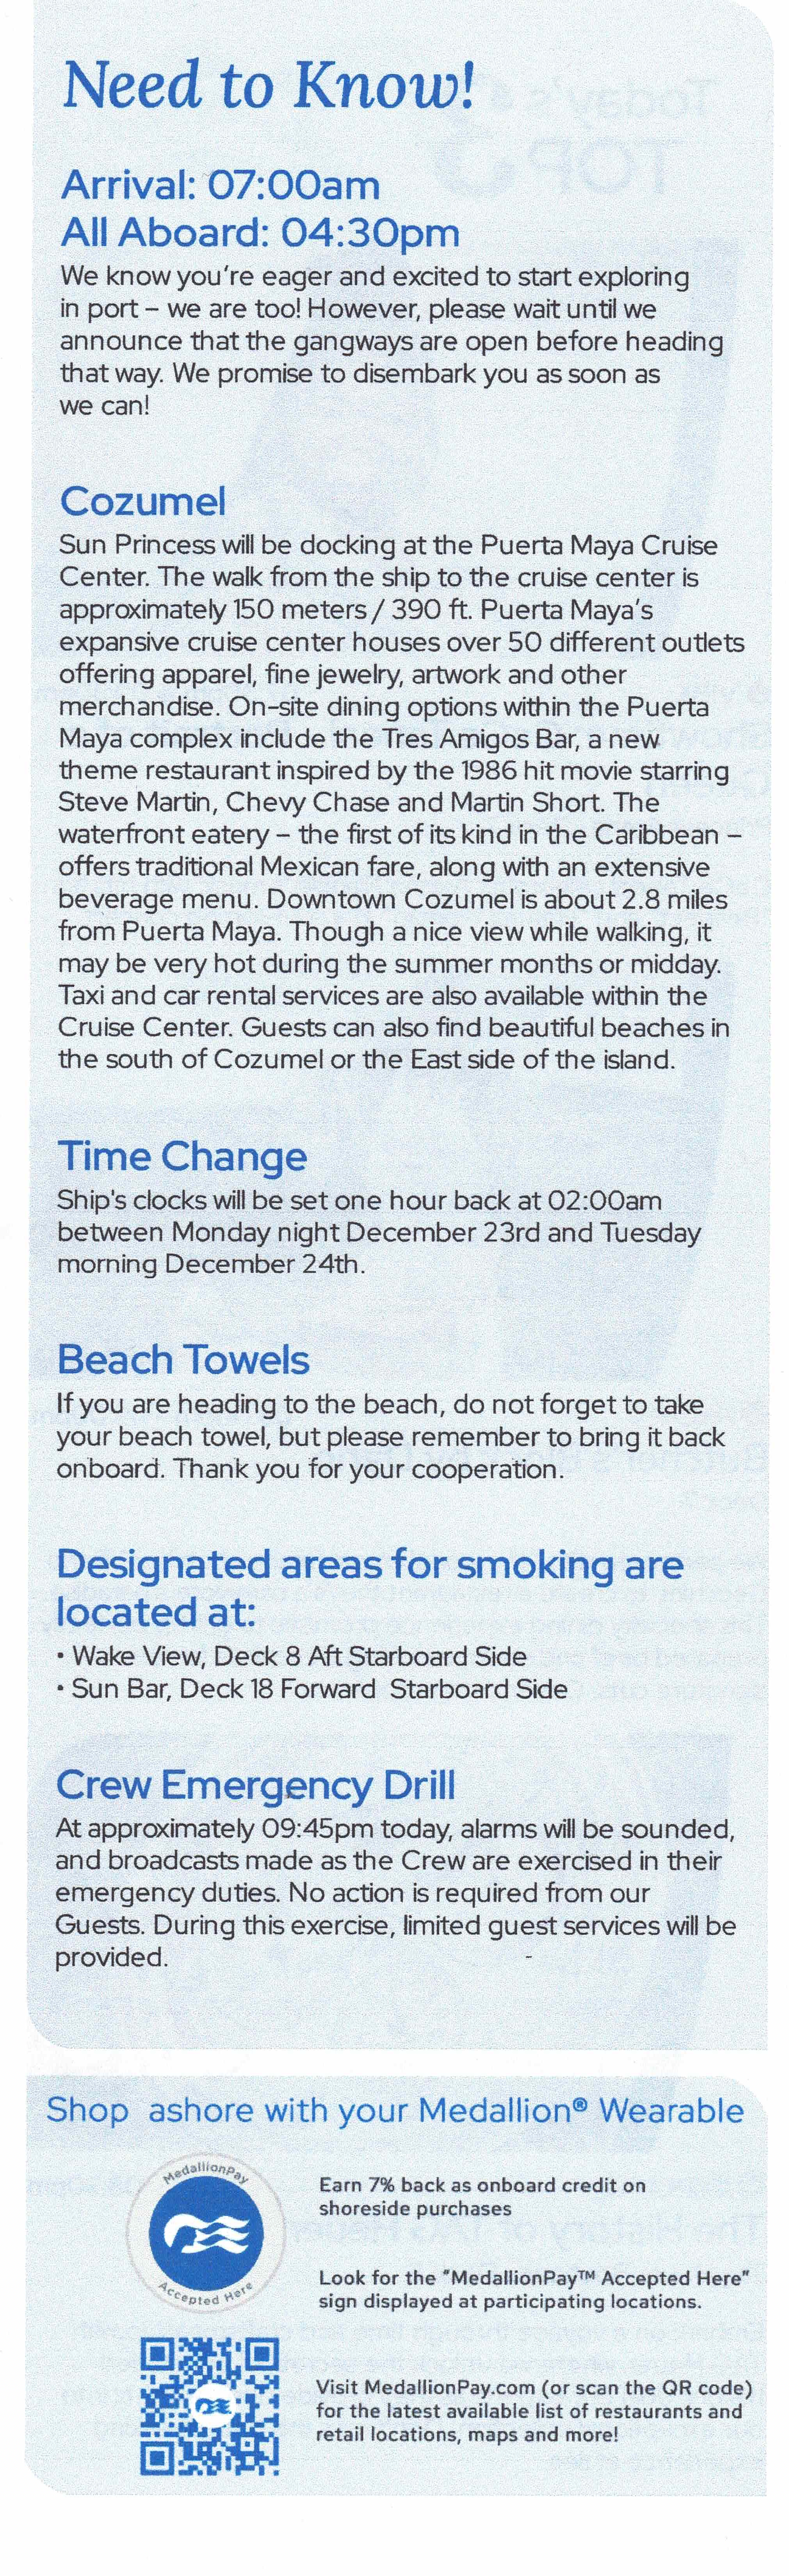 Need to Know!
Arrival: 07:00am
All Aboard: 04:30pm
We know you're eager and excited to start exploring
in port – we are too! However, please wait until we
announce that the gangways are open before heading
that way. We promise to disembark you as soon as
we can!
Cozumel
Sun Princess will be docking at the Puerta Maya Cruise
Center. The walk from the ship to the cruise center is
approximately 150 meters / 390 ft. Puerta Maya's
expansive cruise center houses over 50 different outlets
offering apparel, fine jewelry, artwork and other
merchandise. On-site dining options within the Puerta
Maya complex include the Tres Amigos Bar, a new
theme restaurant inspired by the 1986 hit movie starring
Steve Martin, Chevy Chase and Martin Short. The
waterfront eatery – the first of its kind in the Caribbean –
offers traditional Mexican fare, along with an extensive
beverage menu. Downtown Cozumel is about 2.8 miles
from Puerta Maya. Though a nice view while walking, it
may be very hot during the summer months or midday.
Taxi and car rental services are also available within the
Cruise Center. Guests can also find beautiful beaches in
the south of Cozumel or the East side of the island.
Time Change
Ship's clocks will be set one hour back at 02:00am
between Monday night December 23rd and Tuesday
morning December 24th.
Beach Towels
If you are heading to the beach, do not forget to take
your beach towel, but please remember to bring it back
onboard. Thank you for your cooperation.
Designated areas for smoking are
located at:
• Wake View, Deck 8 Aft Starboard Side
• Sun Bar, Deck 18 Forward Starboard Side
Crew Emergency Drill
At approximately 09:45pm today, alarms will be sounded,
and broadcasts made as the Crew are exercised in their
emergency duties. No action is required from our
Guests. During this exercise, limited guest services will be
provided.
Shop ashore with your Medallion® Wearable
MedallionPay
Accepted Here
Earn 7% back as onboard credit on
shoreside purchases
Look for the "MedallionPay™ Accepted Here"
sign displayed at participating locations.
Visit MedallionPay.com (or scan the QR code)
for the latest available list of restaurants and
retail locations, maps and more!